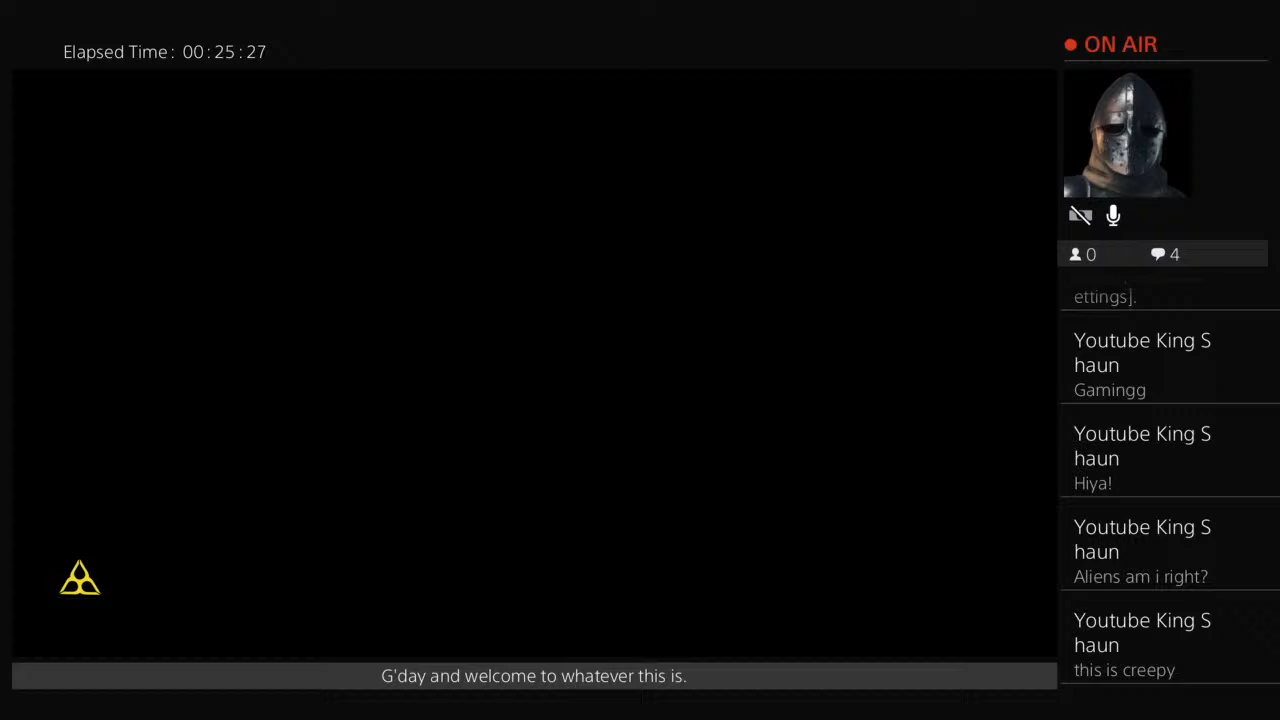 Elapsed Time: 00:25:27
ON AIR
0 4
ettings].
Youtube King S
haun
Gamingg
Youtube King S
haun
Hiya!
Youtube King S
haun
Aliens am i right?
Youtube King S
haun
this is creepy
G'day and welcome to whatever this is.